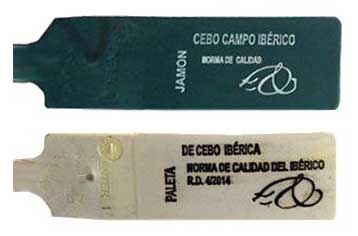 CEBO CAMPO IBÉRICO
NORMA DE CALIDAD
JAMON
DE CEBO IBÉRICA
NORMA DE CALIDAD DEL IBÉRICO
R.D. 4/2014
PALETA